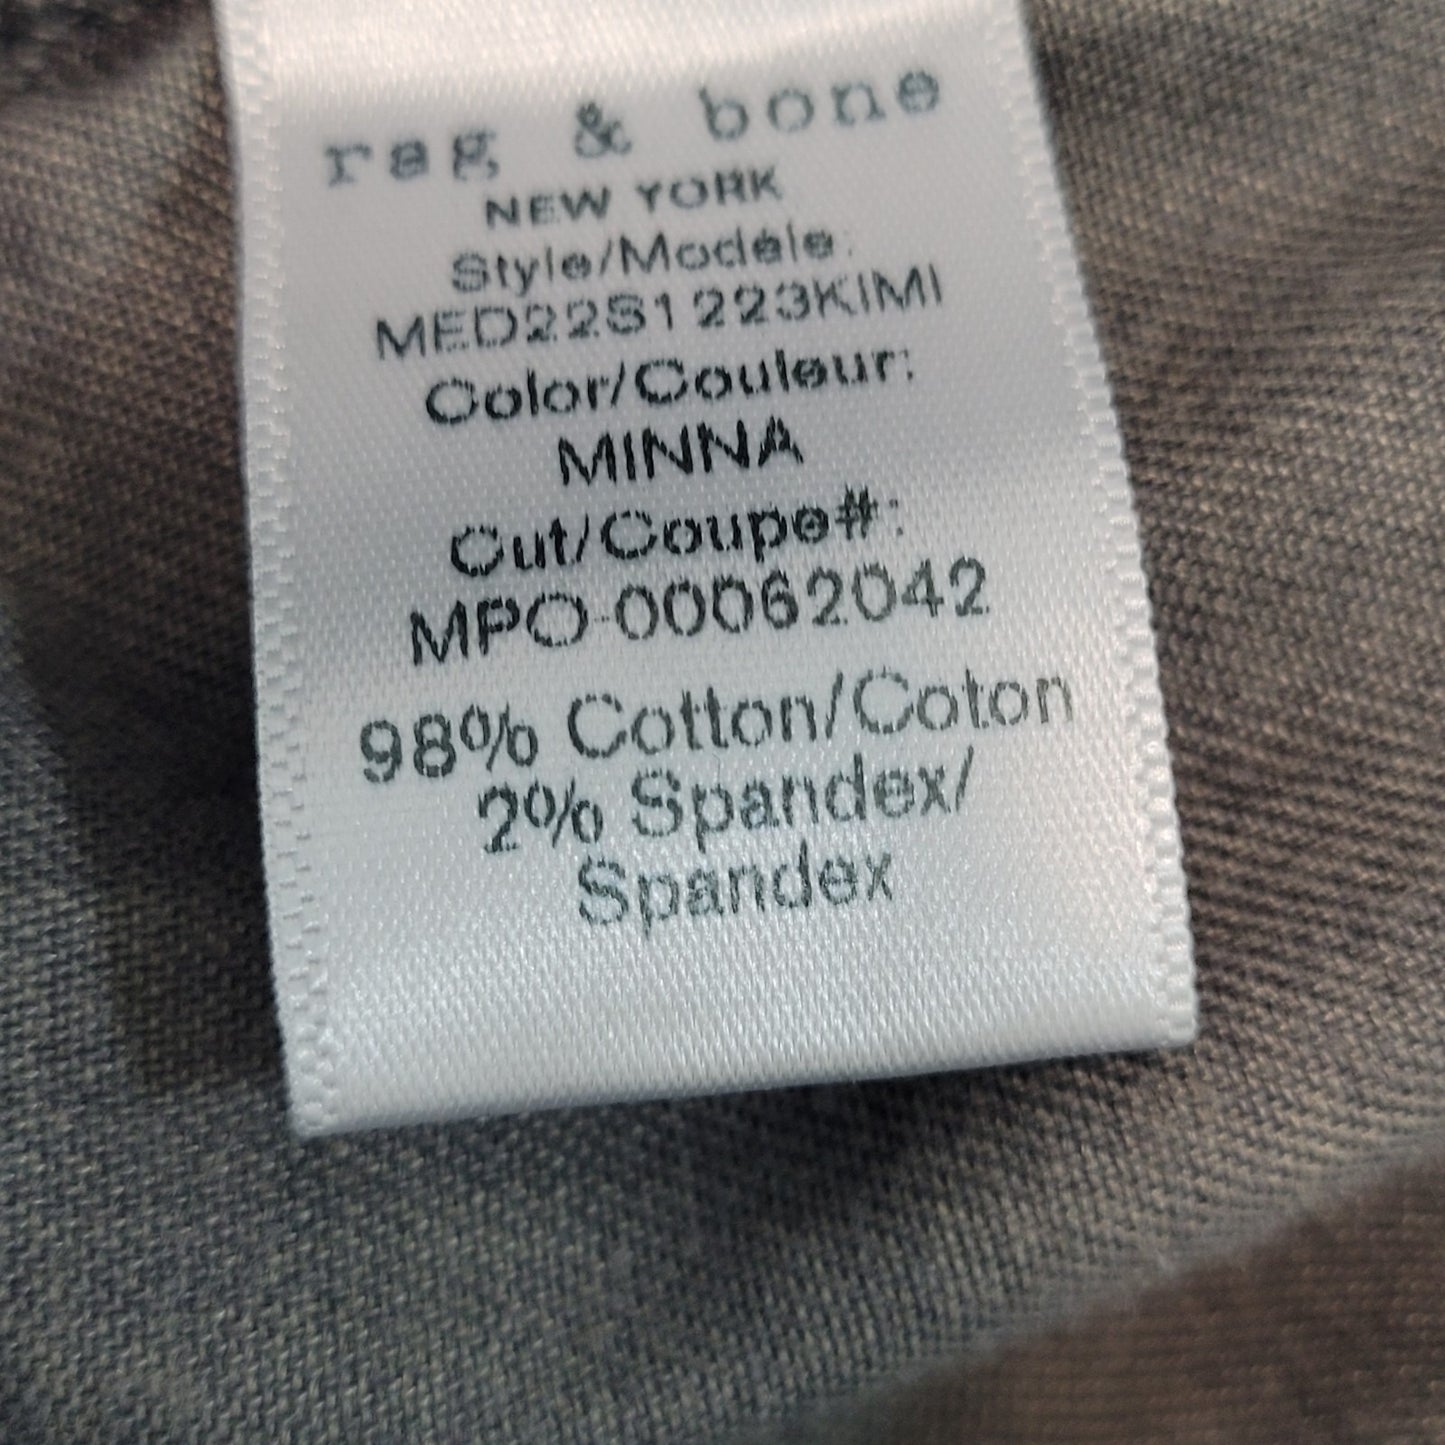 rag & bone
NEW YORK
Style/Modèle:
MED22S1223KIMI
Color/Couleur:
MINNA
Cut/Coupe#:
MPO-00062042
98% Cotton/Coton
2% Spandex/
Spandex